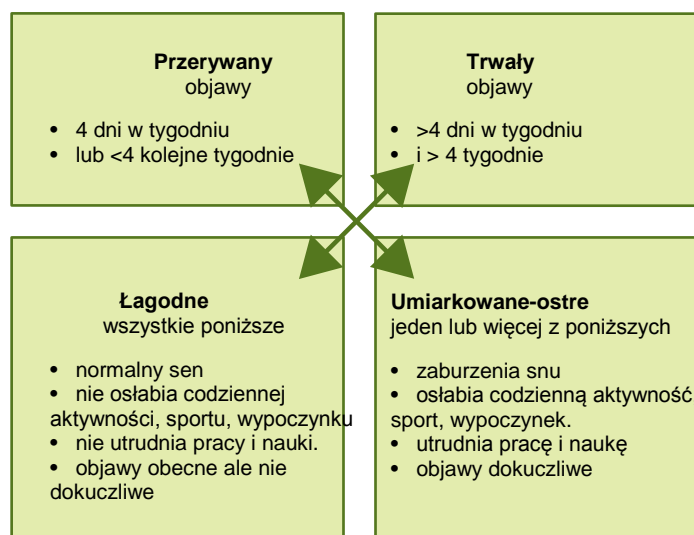 Przerywany
objawy
• 4 dni w tygodniu
• lub <4 kolejne tygodnie
Trwały
objawy
• >4 dni w tygodniu
• i > 4 tygodnie
Łagodne
wszystkie poniższe
• normalny sen
• nie osłabia codziennej
aktywności, sportu, wypoczynku
• nie utrudnia pracy i nauki.
• objawy obecne ale nie
dokuczliwe
Umiarkowane-ostre
jeden lub więcej z poniższych
• zaburzenia snu
• osłabia codzienną aktywność
sport, wypoczynek.
• utrudnia pracę i naukę
• objawy dokuczliwe